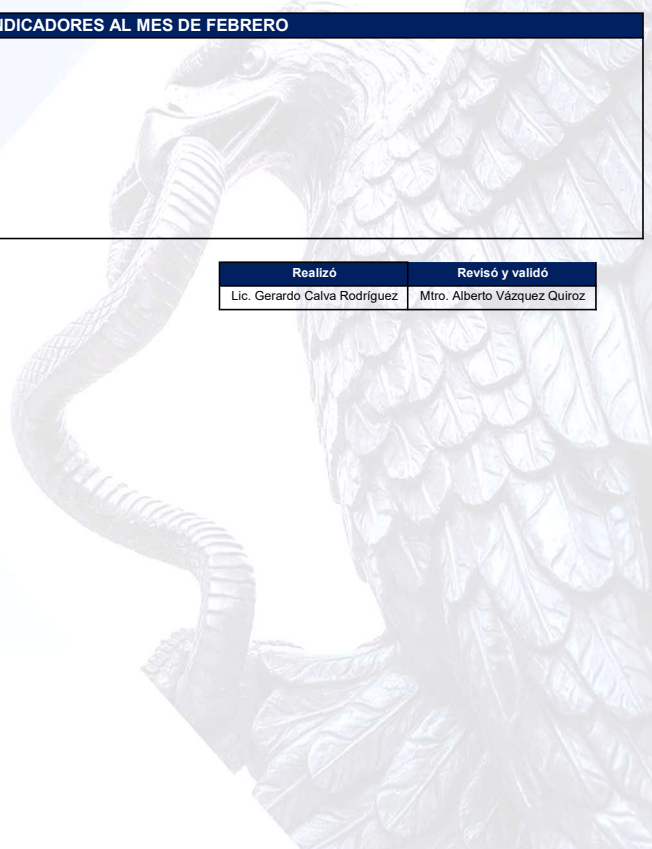 NDICADORES AL MES DE FEBRERO
Realizó Revisó y validó
Lic. Gerardo Calva Rodríguez Mtro. Alberto Vázquez Quiroz